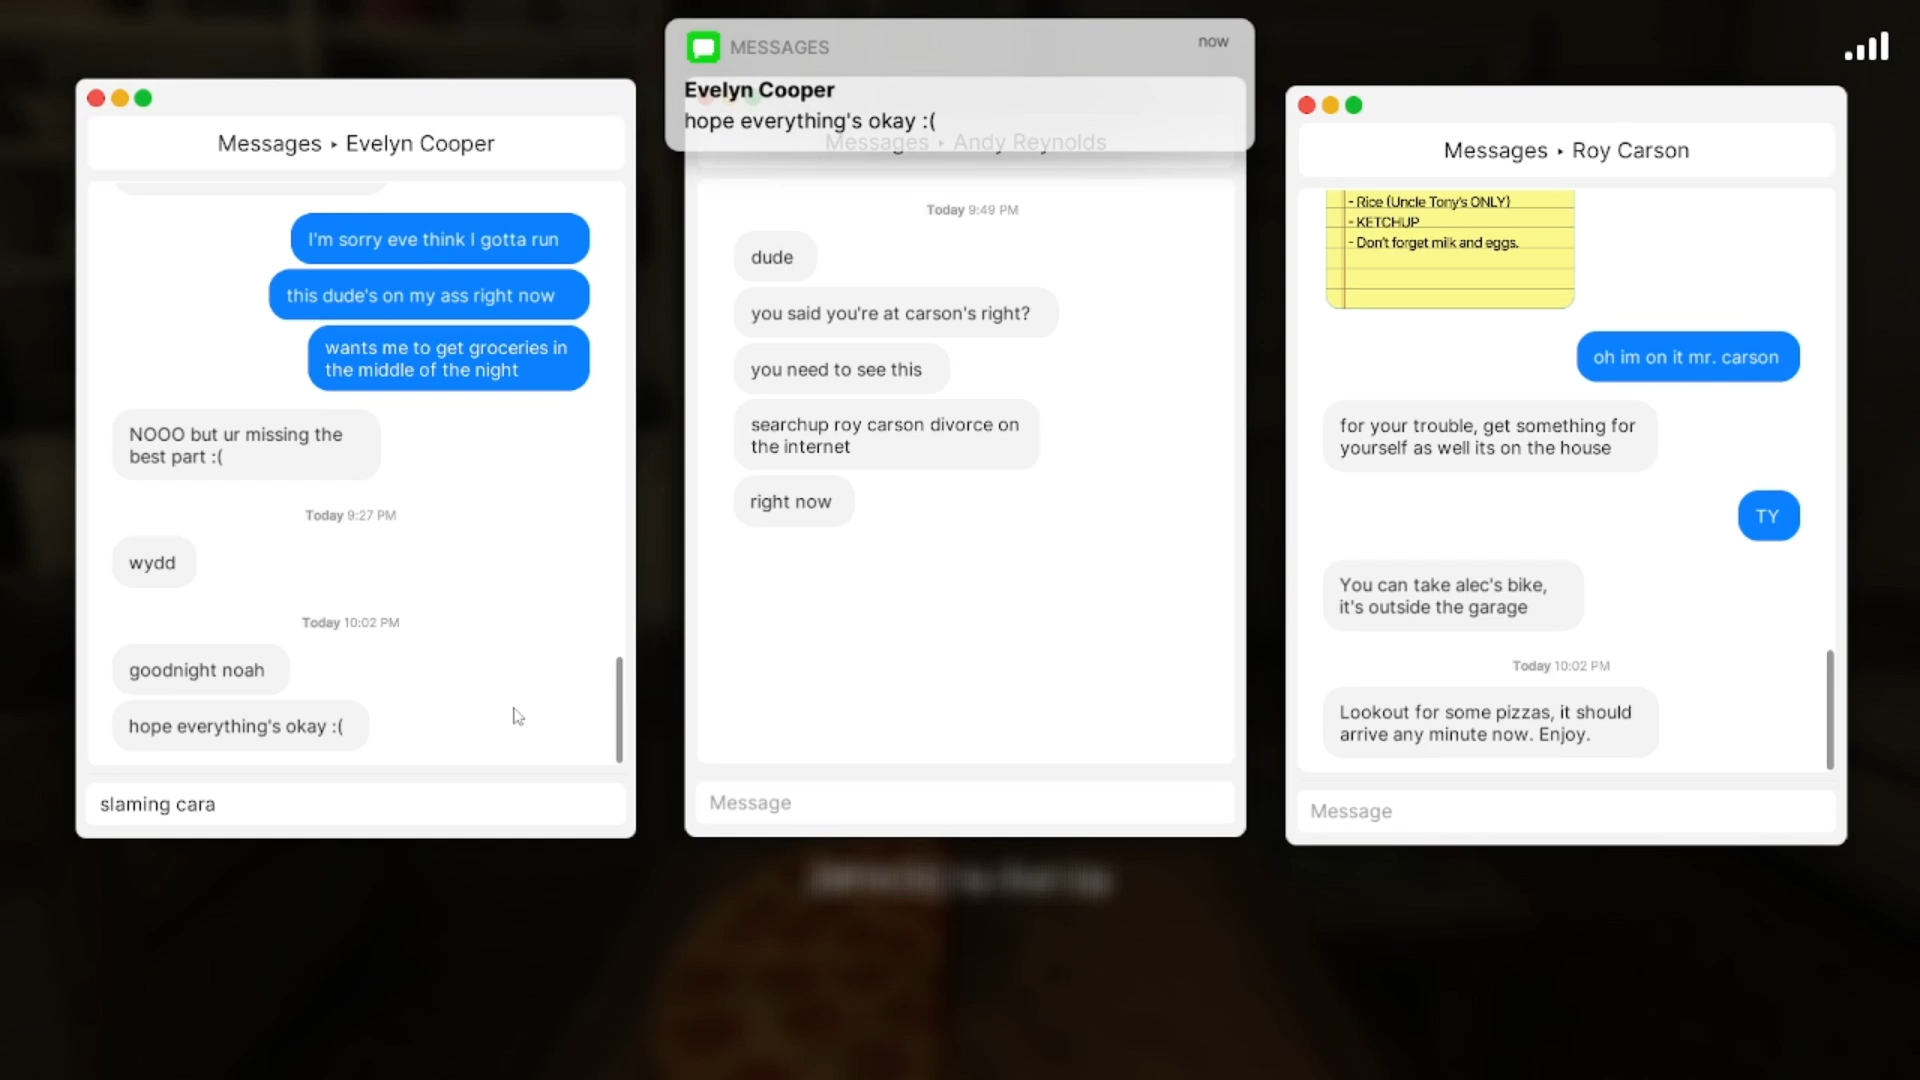 MESSAGES
now
Evelyn Cooper
hope everything's okay :(
Messages ‣ Evelyn Cooper
I'm sorry eve think I gotta run
this dude's on my ass right now
wants me to get groceries in
the middle of the night
NOOO but ur missing the
best part :(
Today 9:27 PM
wydd
Today 10:02 PM
goodnight noah
hope everything's okay :(
slaming cara
Messages ‣ Andy Reynolds
Today 9:49 PM
dude
you said you're at carson's right?
you need to see this
searchup roy carson divorce on
the internet
right now
Message
Messages ‣ Roy Carson
- Rice (Uncle Tony's ONLY)
- KETCHUP
- Don't forget milk and eggs.
oh im on it mr. carson
for your trouble, get something for
yourself as well its on the house
TY
You can take alec's bike,
it's outside the garage
Today 10:02 PM
Lookout for some pizzas, it should
arrive any minute now. Enjoy.
Message